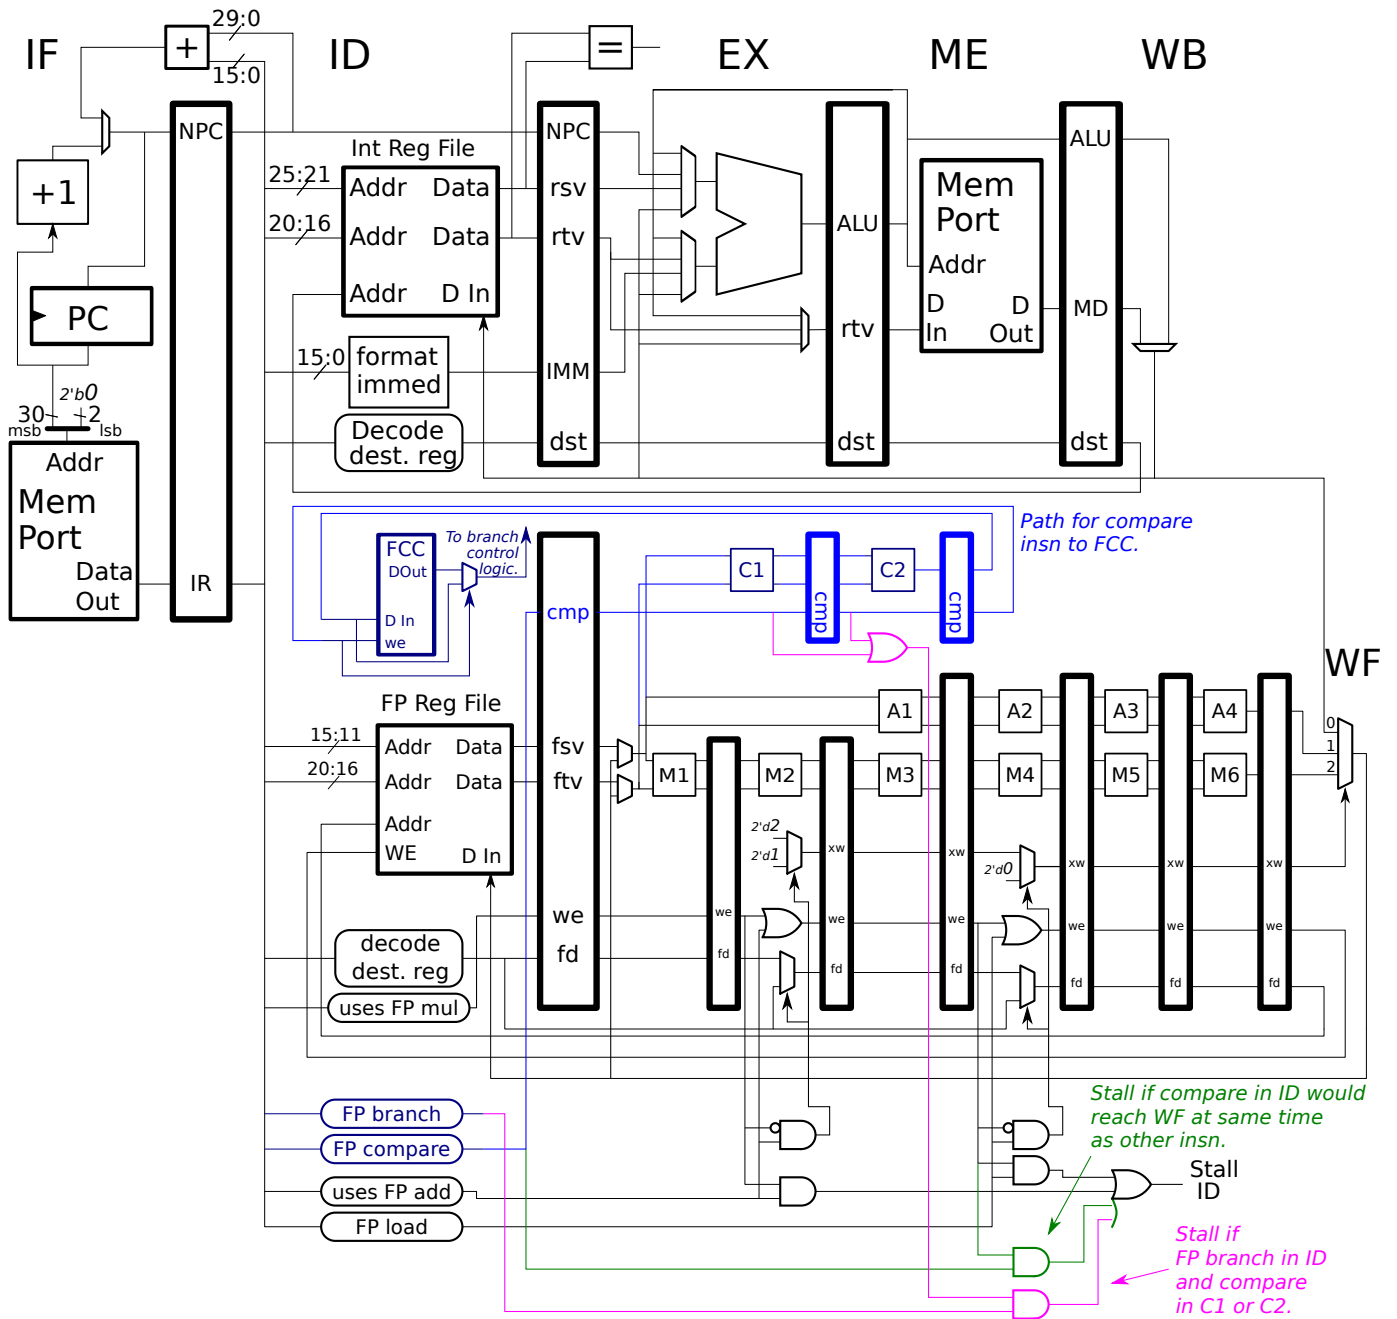 IF
ID
EX
ME
WB
29:0
15:0
+
=
NPC
+1
PC
30
2'b0
2
msb
lsb
Addr
Mem
Port
Data
Out
IR
25:21
20:16
15:0
Int Reg File
Addr
Data
Addr
Data
Addr
D In
format
immed
Decode
dest. reg
NPC
rsv
rtv
IMM
dst
ALU
rtv
dst
Mem
Port
Addr
D
In
D
Out
ALU
MD
dst
FCC
DOut
D In
we
To branch
control
logic.
cmp
C1
cmp
C2
cmp
Path for compare
insn to FCC.
WF
FP Reg File
15:11
20:16
Addr
Data
Addr
Data
Addr
WE
D In
fsv
ftv
we
fd
A1
A2
A3
A4
M1
M2
M3
M4
M5
M6
0
1
2
2'd2
2'd1
2'd0
xw
xw
xw
xw
xw
we
we
we
we
we
we
fd
fd
fd
fd
fd
fd
decode
dest. reg
uses FP mul
FP branch
FP compare
uses FP add
FP load
Stall if compare in ID would
reach WF at same time
as other insn.
Stall
ID
Stall if
FP branch in ID
and compare
in C1 or C2.